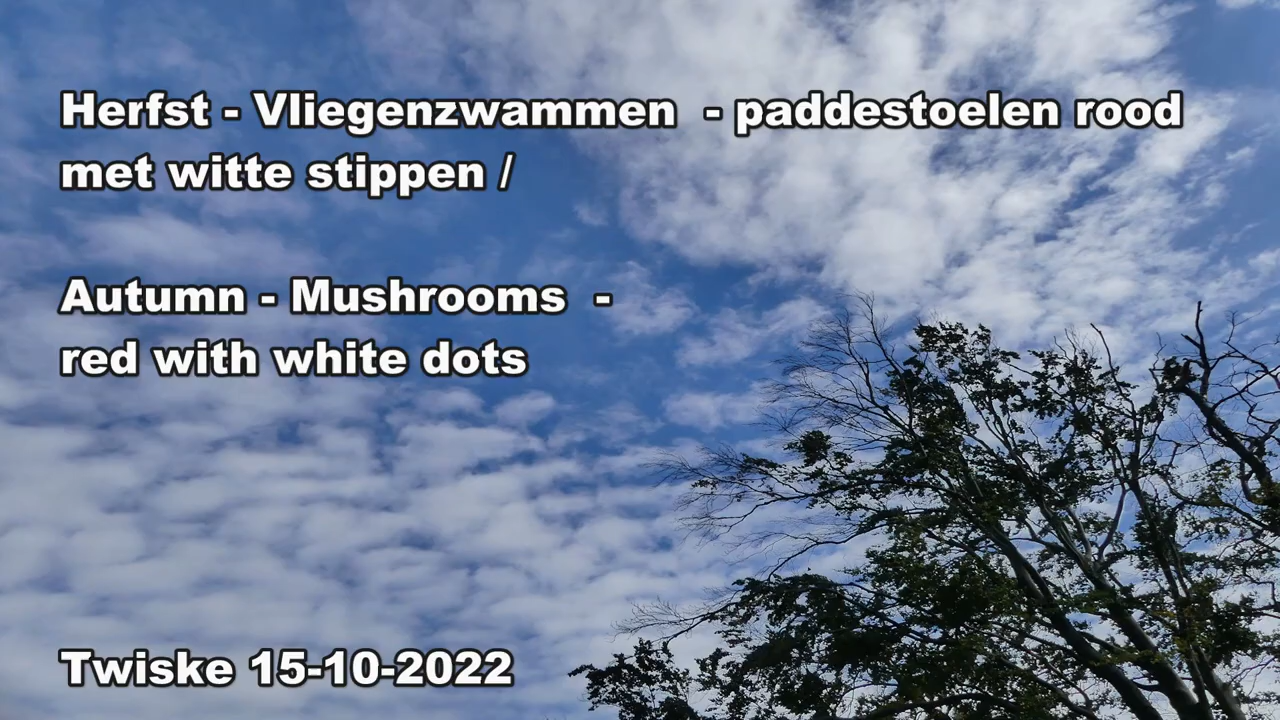 Herfst - Vliegenzwammen  - paddestoelen rood
met witte stippen /
Autumn - Mushrooms  -
red with white dots
Twiske 15-10-2022